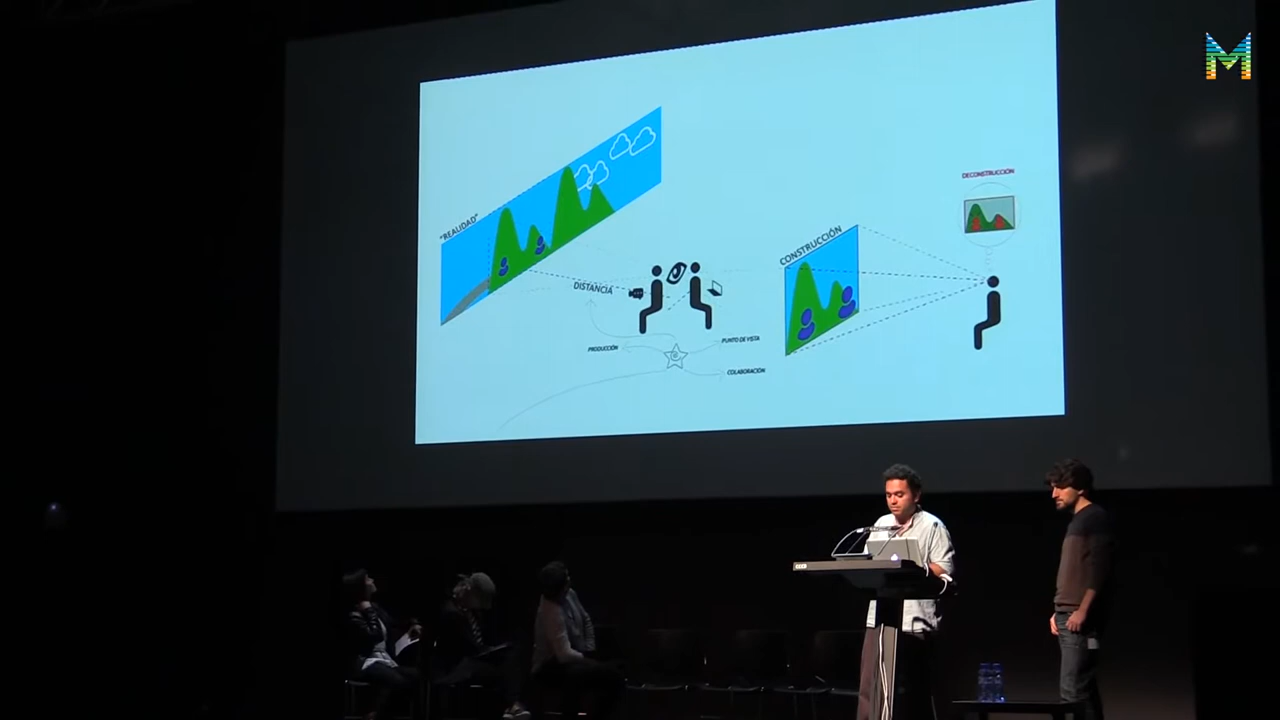 "REALIDAD"
DISTANCIA
PRODUCCIÓN
PUNTO DE VISTA
COLABORACIÓN
CONSTRUCCIÓN
DECONSTRUCCIÓN
M